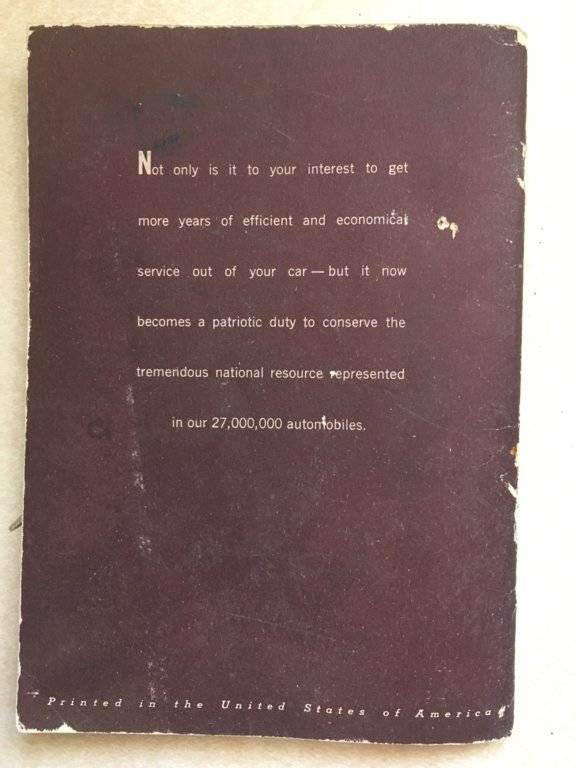 Not only is it to your interest to get
more years of efficient and economical
service out of your car — but it now
becomes a patriotic duty to conserve the
tremendous national resource represented
in our 27,000,000 automobiles.
Printed in the United States of America